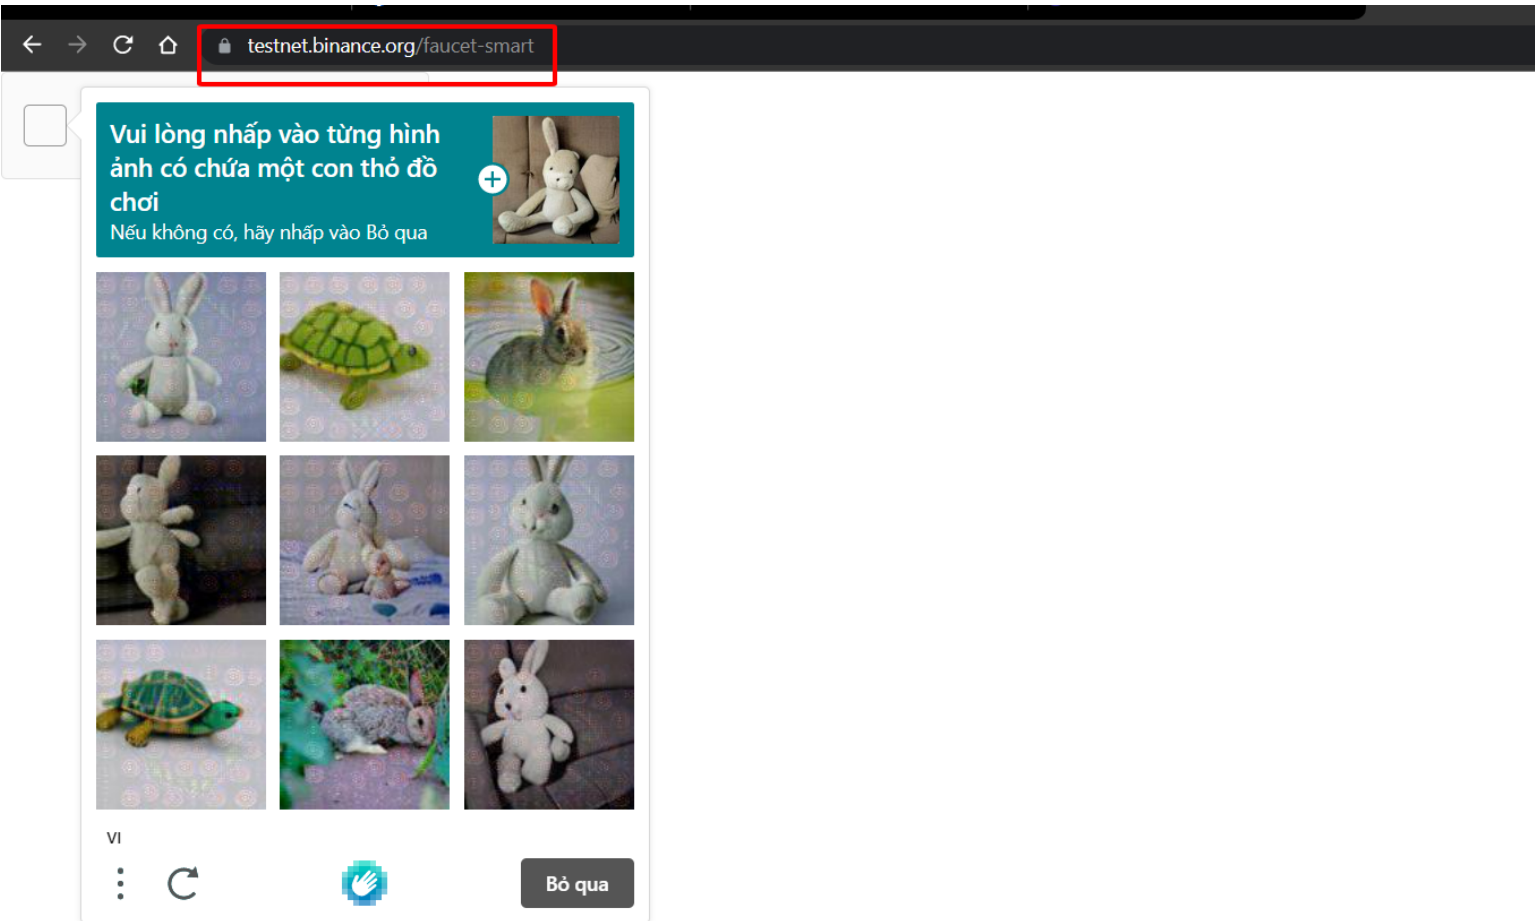 testnet.binance.org/faucet-smart
Vui lòng nhấp vào từng hình
ảnh có chứa một con thỏ đồ
chơi
Nếu không có, hãy nhấp vào Bỏ qua
VI
Bỏ qua